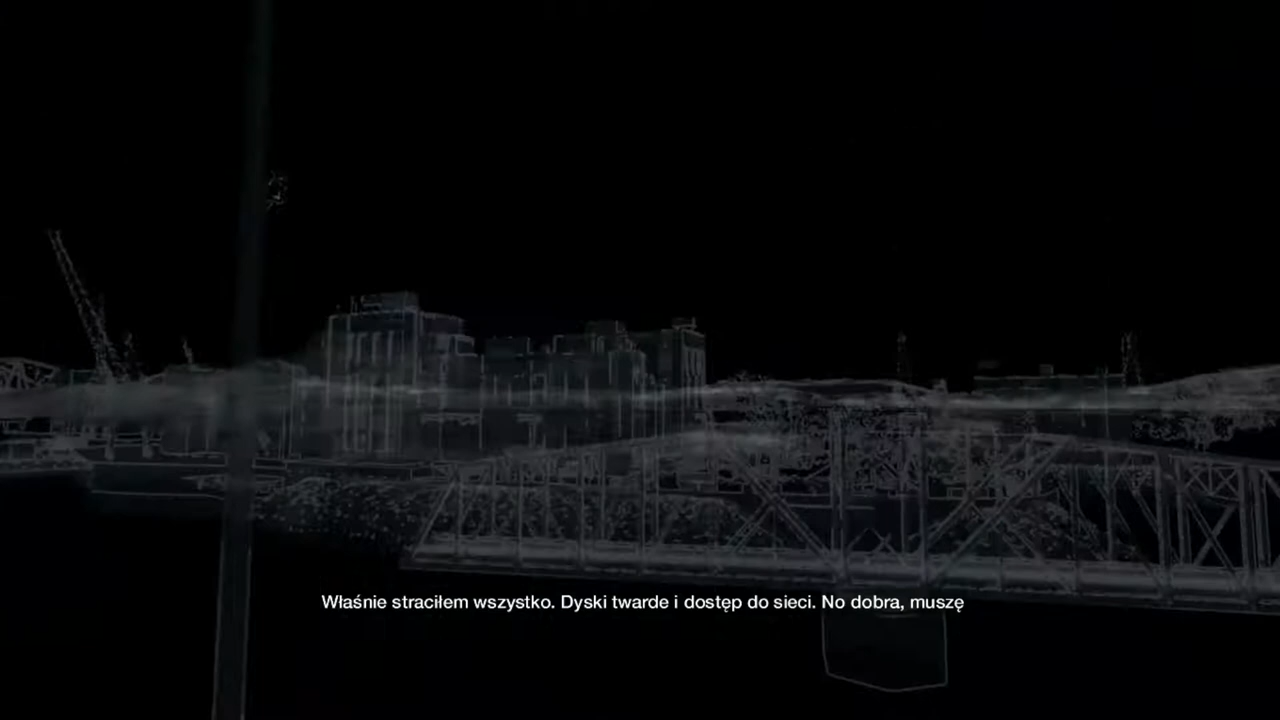 Właśnie straciłem wszystko. Dyski twarde i dostęp do sieci. No dobra, muszę